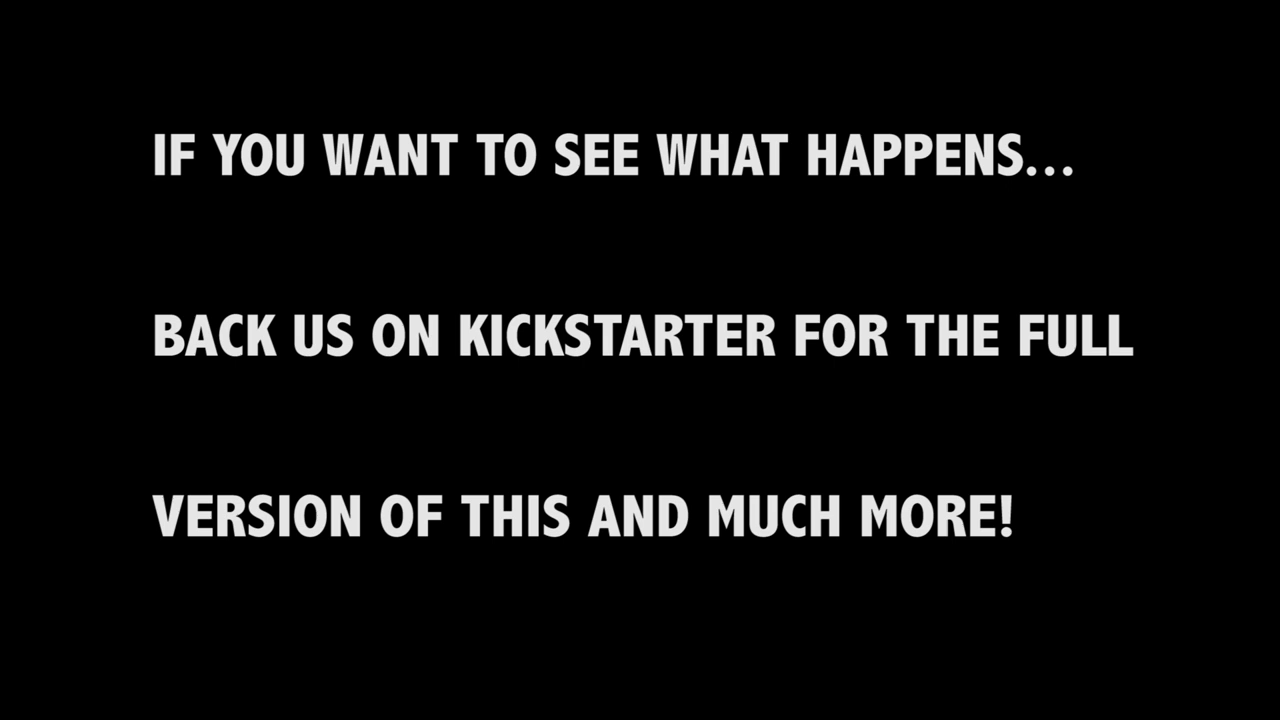 IF YOU WANT TO SEE WHAT HAPPENS...
BACK US ON KICKSTARTER FOR THE FULL
VERSION OF THIS AND MUCH MORE!